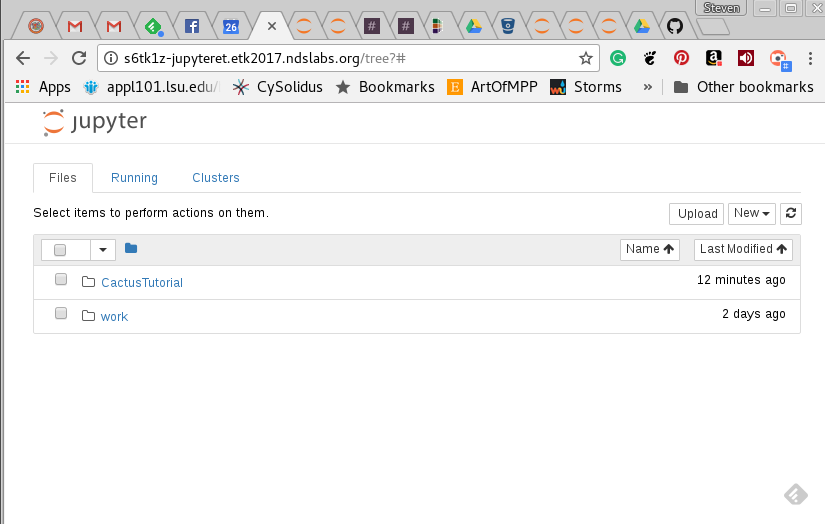 Steven
26
#
#
s6tk1z-jupyteret.etk2017.ndslabs.org/tree?#
#
Apps appl101.lsu.edu/ CySolidus Bookmarks E ArtOfMPP Storms » Other bookmarks
jupyter
Files Running Clusters
Select items to perform actions on them. Upload New
Name Last Modified
CactusTutorial 12 minutes ago
work 2 days ago